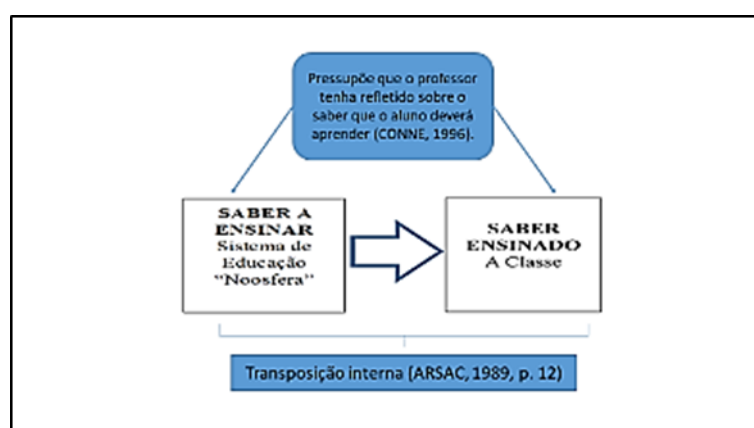 Pressupõe que o professor
tenha refletido sobre o
saber que o aluno deverá
aprender (CONNE, 1996).
SABER A
ENSINAR
Sistema de
Educação
“Noosfera”
SABER
ENSINADO
A Classe
Transposição interna (ARSAC, 1989, p. 12)